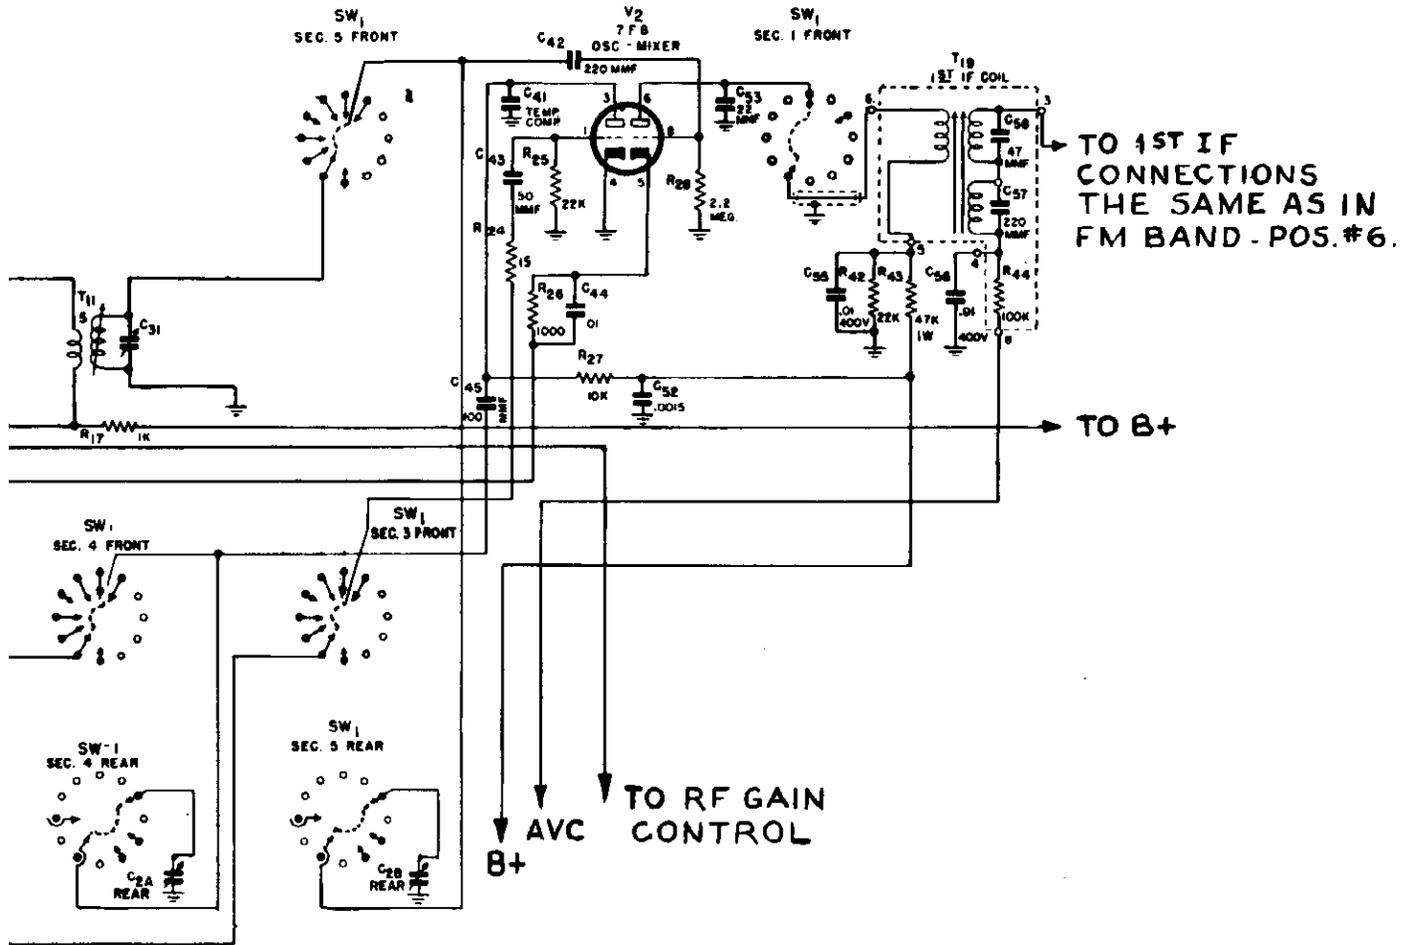 SW1
SEC. 5 FRONT
V2
7F8
OSC-MIXER
SW1
SEC. 1 FRONT
C42
220 MMF
C41
TEMP.
COMP.
3
6
1
8
4
5
C53
22
MMF
T19
1ST IF COIL
6
3
C58
47
MMF
C57
220
MMF
TO 1ST IF
CONNECTIONS
THE SAME AS IN
FM BAND-POS.#6.
C43
50
MMF
R25
22K
R28
2.2
MEG.
R24
15
R26
1000
C44
.01
5
4
C55
.01
400V
R42
22K
R43
47K
1W
C56
.01
400V
R44
100K
T11
S
C31
R27
10K
C45
100
MMF
C52
.0015
R17
1K
TO B+
SW1
SEC. 4 FRONT
SW1
SEC. 3 FRONT
SW-1
SEC. 4 REAR
SW1
SEC. 5 REAR
C2A
REAR
C2B
REAR
B+
AVC
TO RF GAIN
CONTROL